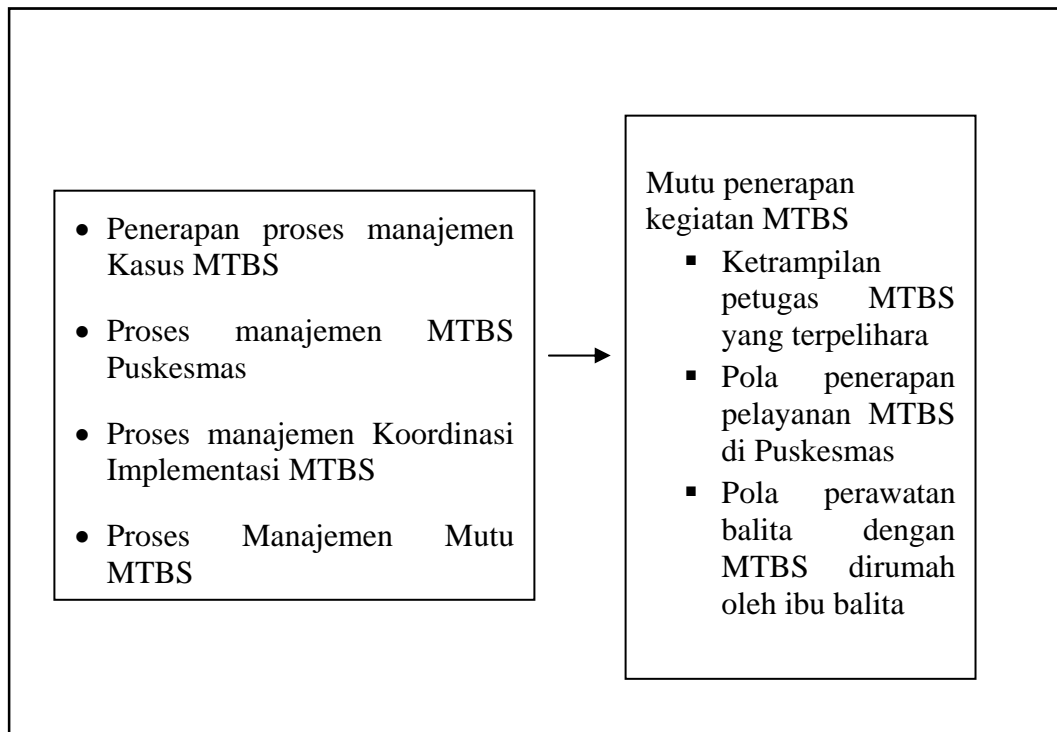 • Penerapan proses manajemen
Kasus MTBS
• Proses manajemen MTBS
Puskesmas
• Proses manajemen Koordinasi
Implementasi MTBS
• Proses Manajemen Mutu
MTBS
Mutu penerapan
kegiatan MTBS
▪ Ketrampilan
petugas MTBS
yang terpelihara
▪ Pola penerapan
pelayanan MTBS
di Puskesmas
▪ Pola perawatan
balita dengan
MTBS dirumah
oleh ibu balita